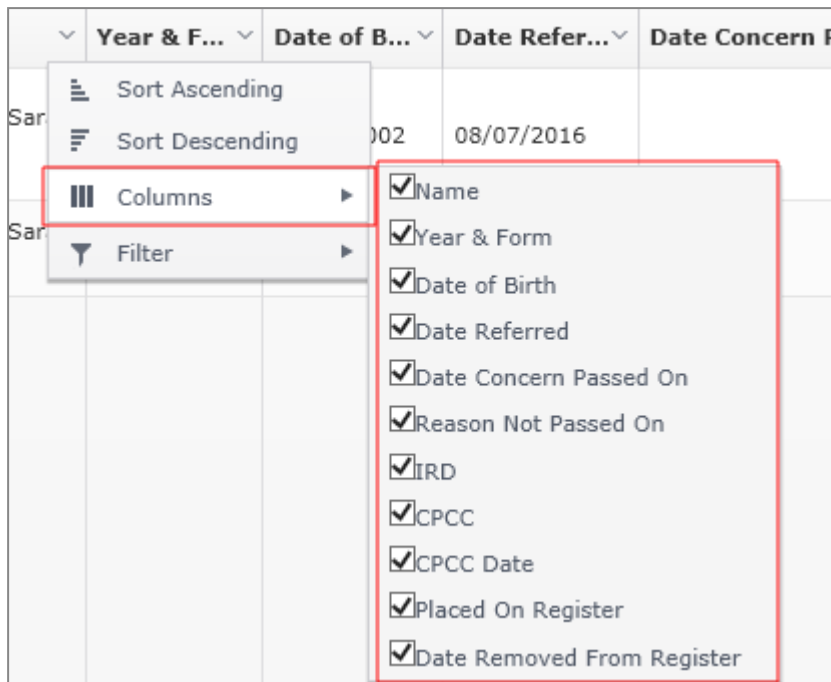 Year & F... Date of B... Date Refer... Date Concern
Sort Ascending
Sar
Sort Descending 002 08/07/2016
Columns
Name
Year & Form
Sar
Filter
Date of Birth
Date Referred
Date Concern Passed On
Reason Not Passed On
IRD
CPCC
CPCC Date
Placed On Register
Date Removed From Register